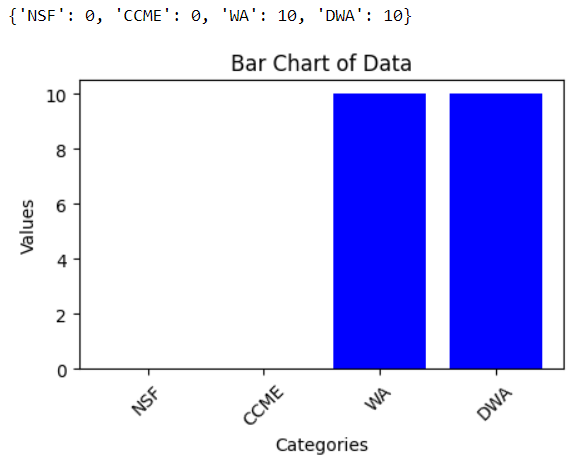 {'NSF': 0, 'CCME': 0, 'WA': 10, 'DWA': 10}
Bar Chart of Data
10
8
6
4
2
0
Values
NSF
CCME
WA
DWA
Categories